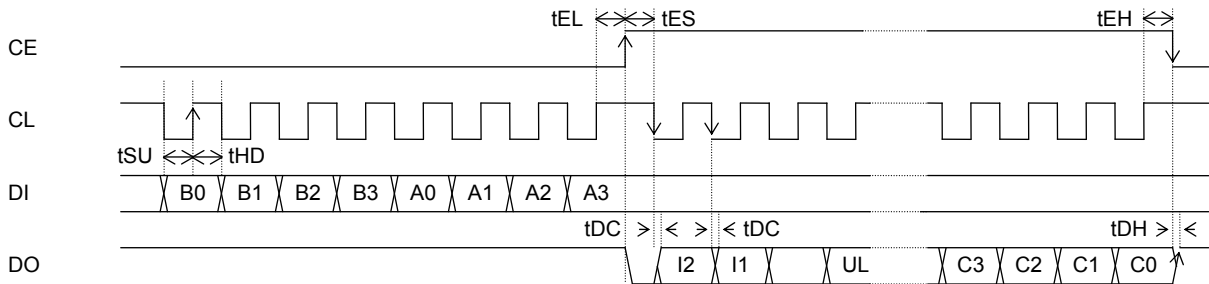 tEL tES tEH
CE
CL
tSU tHD
DI B0 B1 B2 B3 A0 A1 A2 A3
tDC tDC tDH
DO I2 I1 UL C3 C2 C1 C0